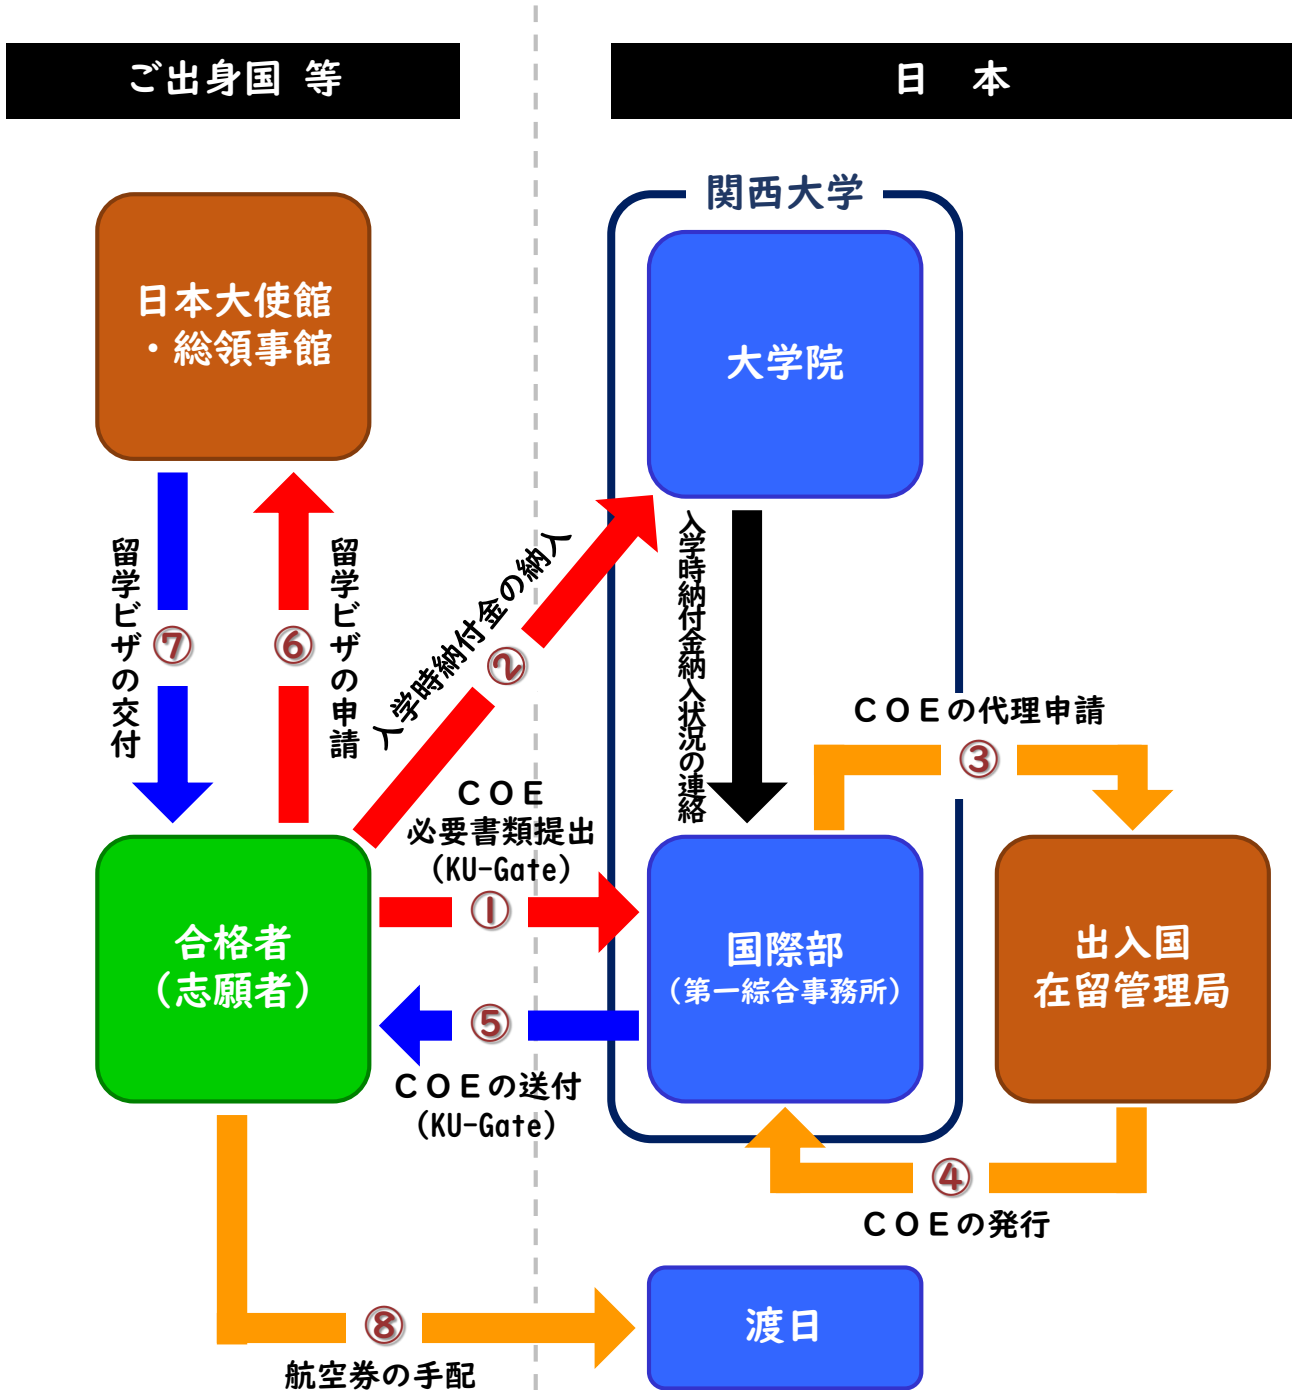 ご出身国 等
日　本
関西大学
日本大使館
・総領事館
大学院
留学ビザの交付
⑦
留学ビザの申請
⑥
入学時納付金の納入
②
入学時納付金納入状況の連絡
ＣＯＥの代理申請
③
ＣＯＥ
必要書類提出
(KU-Gate)
①
合格者
（志願者）
国際部
（第一綜合事務所）
出入国
在留管理局
⑤
ＣＯＥの送付
(KU-Gate)
④
ＣＯＥの発行
渡日
⑧
航空券の手配